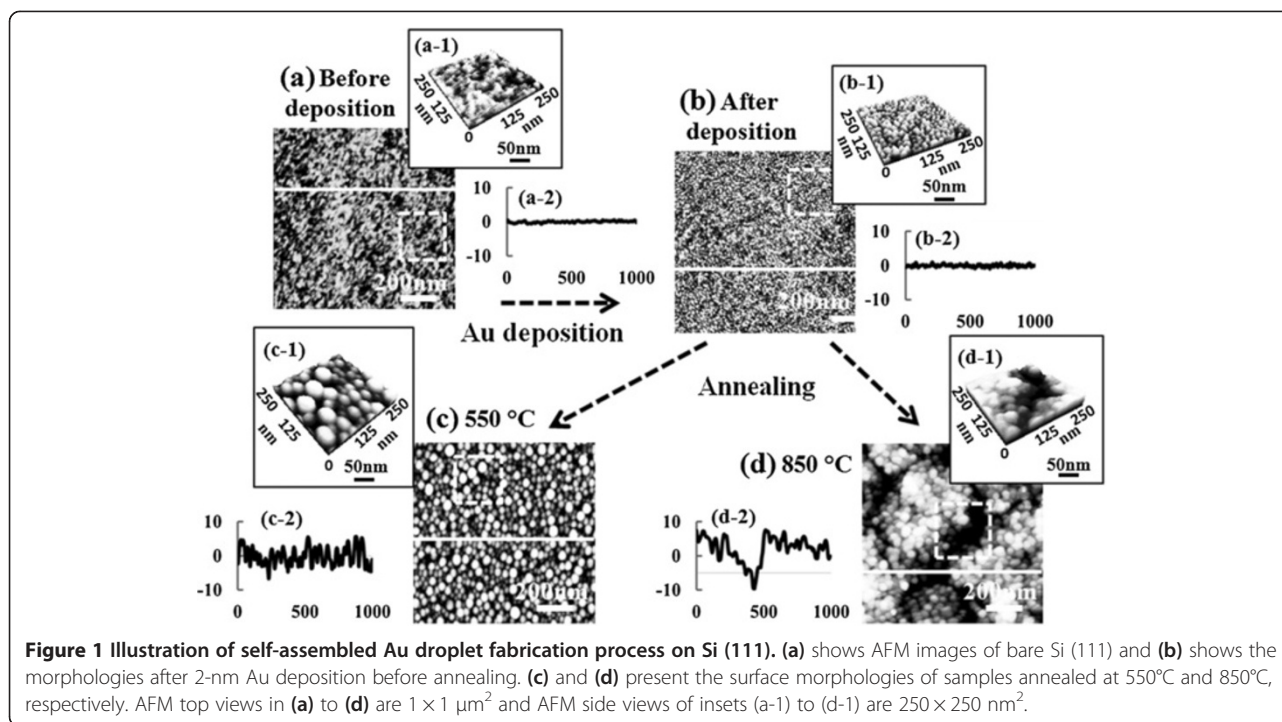 (a-1)
250
125
nm
0
125
nm
250
50nm
(a) Before
deposition
(a-2)
10
0
-10
0 500 1000
200nm
Au deposition
(b-1)
250
125
nm
0
125
nm
250
50nm
(b) After
deposition
(b-2)
10
0
-10
0 500 1000
200nm
Annealing
(c-1)
250
125
nm
0
125
nm
250
50nm
(c) 550 °C
(c-2)
10
0
-10
0 500 1000
200nm
(d-1)
250
125
nm
0
125
nm
250
50nm
(d) 850 °C
(d-2)
10
0
-10
0 500 1000
200nm
Figure 1 Illustration of self-assembled Au droplet fabrication process on Si (111). (a) shows AFM images of bare Si (111) and (b) shows the
morphologies after 2-nm Au deposition before annealing. (c) and (d) present the surface morphologies of samples annealed at 550°C and 850°C,
respectively. AFM top views in (a) to (d) are 1 × 1 μm² and AFM side views of insets (a-1) to (d-1) are 250 × 250 nm².